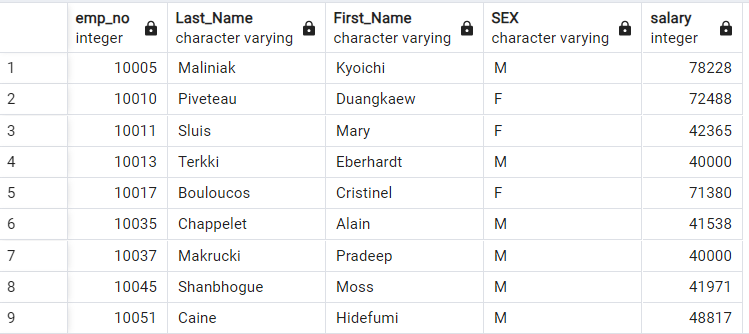 emp_no Last_Name First_Name SEX salary
integer character varying character varying character varying integer
1 10005 Maliniak Kyoichi M 78228
2 10010 Piveteau Duangkaew F 72488
3 10011 Sluis Mary F 42365
4 10013 Terkki Eberhardt M 40000
5 10017 Bouloucos Cristinel F 71380
6 10035 Chappelet Alain M 41538
7 10037 Makrucki Pradeep M 40000
8 10045 Shanbhogue Moss M 41971
9 10051 Caine Hidefumi M 48817